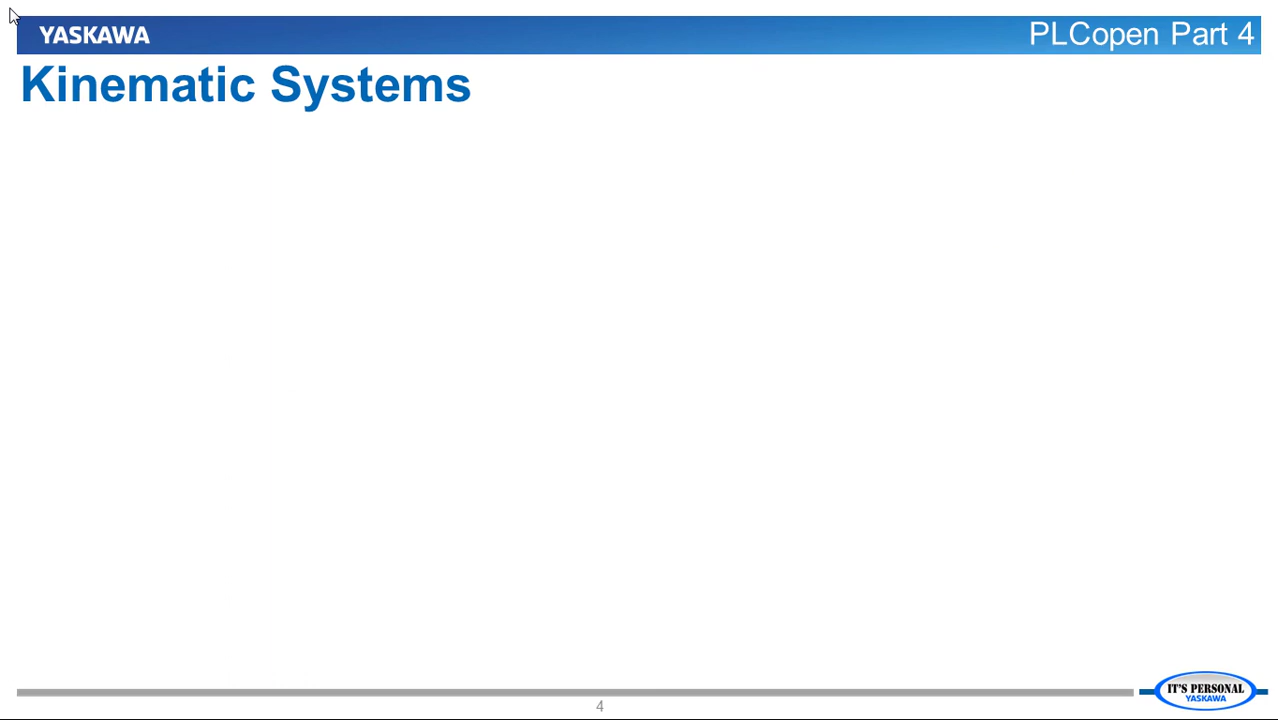 YASKAWA
PLCopen Part 4
Kinematic Systems
IT'S PERSONAL
YASKAWA
4